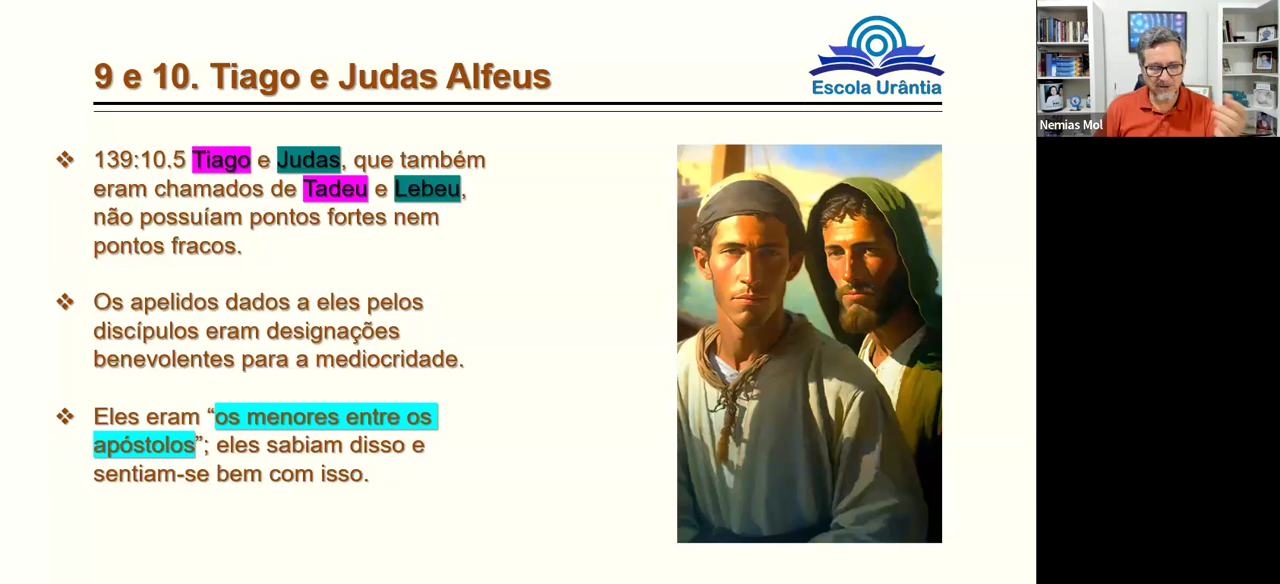 9 e 10. Tiago e Judas Alfeus
Escola Urântia
Nemias Mol
❖ 139:10.5 Tiago e Judas, que também
eram chamados de Tadeu e Lebeu,
não possuíam pontos fortes nem
pontos fracos.
❖ Os apelidos dados a eles pelos
discípulos eram designações
benevolentes para a mediocridade.
❖ Eles eram “os menores entre os
apóstolos”; eles sabiam disso e
sentiam-se bem com isso.